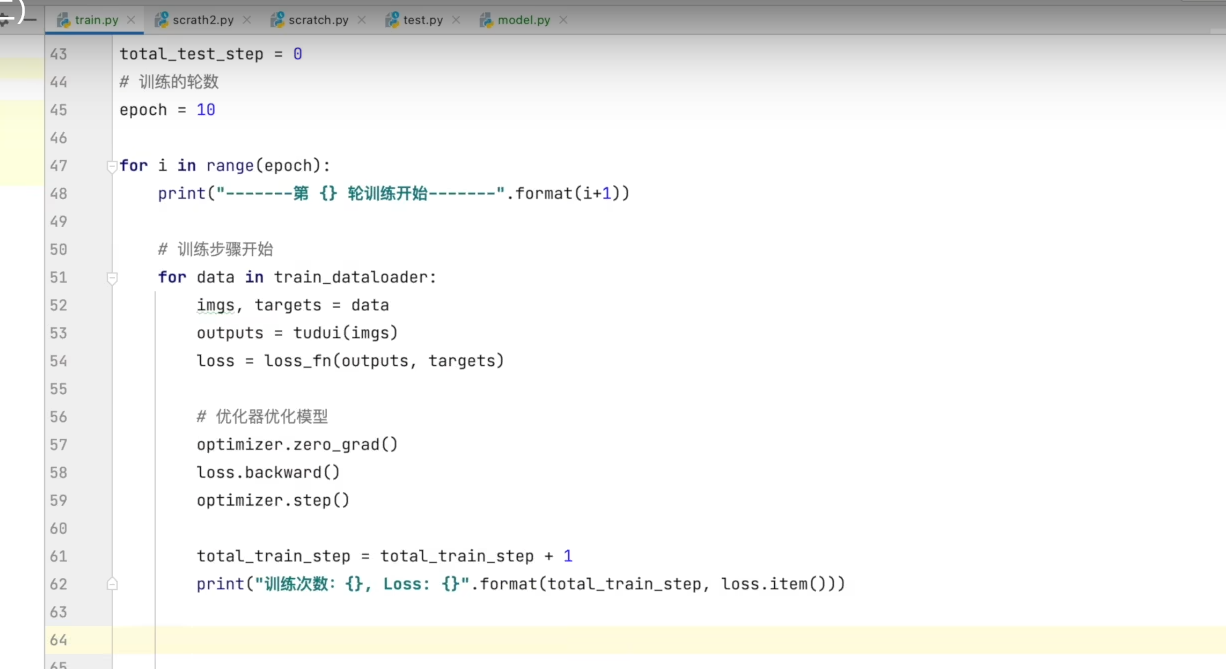 train.py scrath2.py scratch.py test.py model.py
43 total_test_step = 0
44 # 训练的轮数
45 epoch = 10
46
47 for i in range(epoch):
48 print("-------第 {} 轮训练开始-------".format(i+1))
49
50 # 训练步骤开始
51 for data in train_dataloader:
52 imgs, targets = data
53 outputs = tudui(imgs)
54 loss = loss_fn(outputs, targets)
55
56 # 优化器优化模型
57 optimizer.zero_grad()
58 loss.backward()
59 optimizer.step()
60
61 total_train_step = total_train_step + 1
62 print("训练次数：{}, Loss: {}".format(total_train_step, loss.item()))
63
64
65